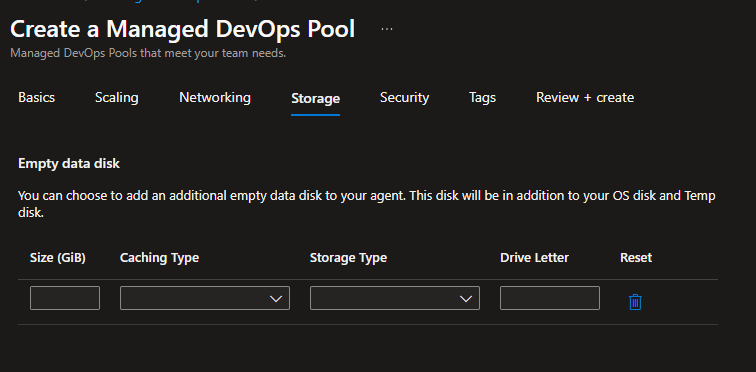 Create a Managed DevOps Pool ...
Managed DevOps Pools that meet your team needs.
Basics Scaling Networking Storage Security Tags Review + create
Empty data disk
You can choose to add an additional empty data disk to your agent. This disk will be in addition to your OS disk and Temp
disk.
Size (GiB) Caching Type Storage Type Drive Letter Reset